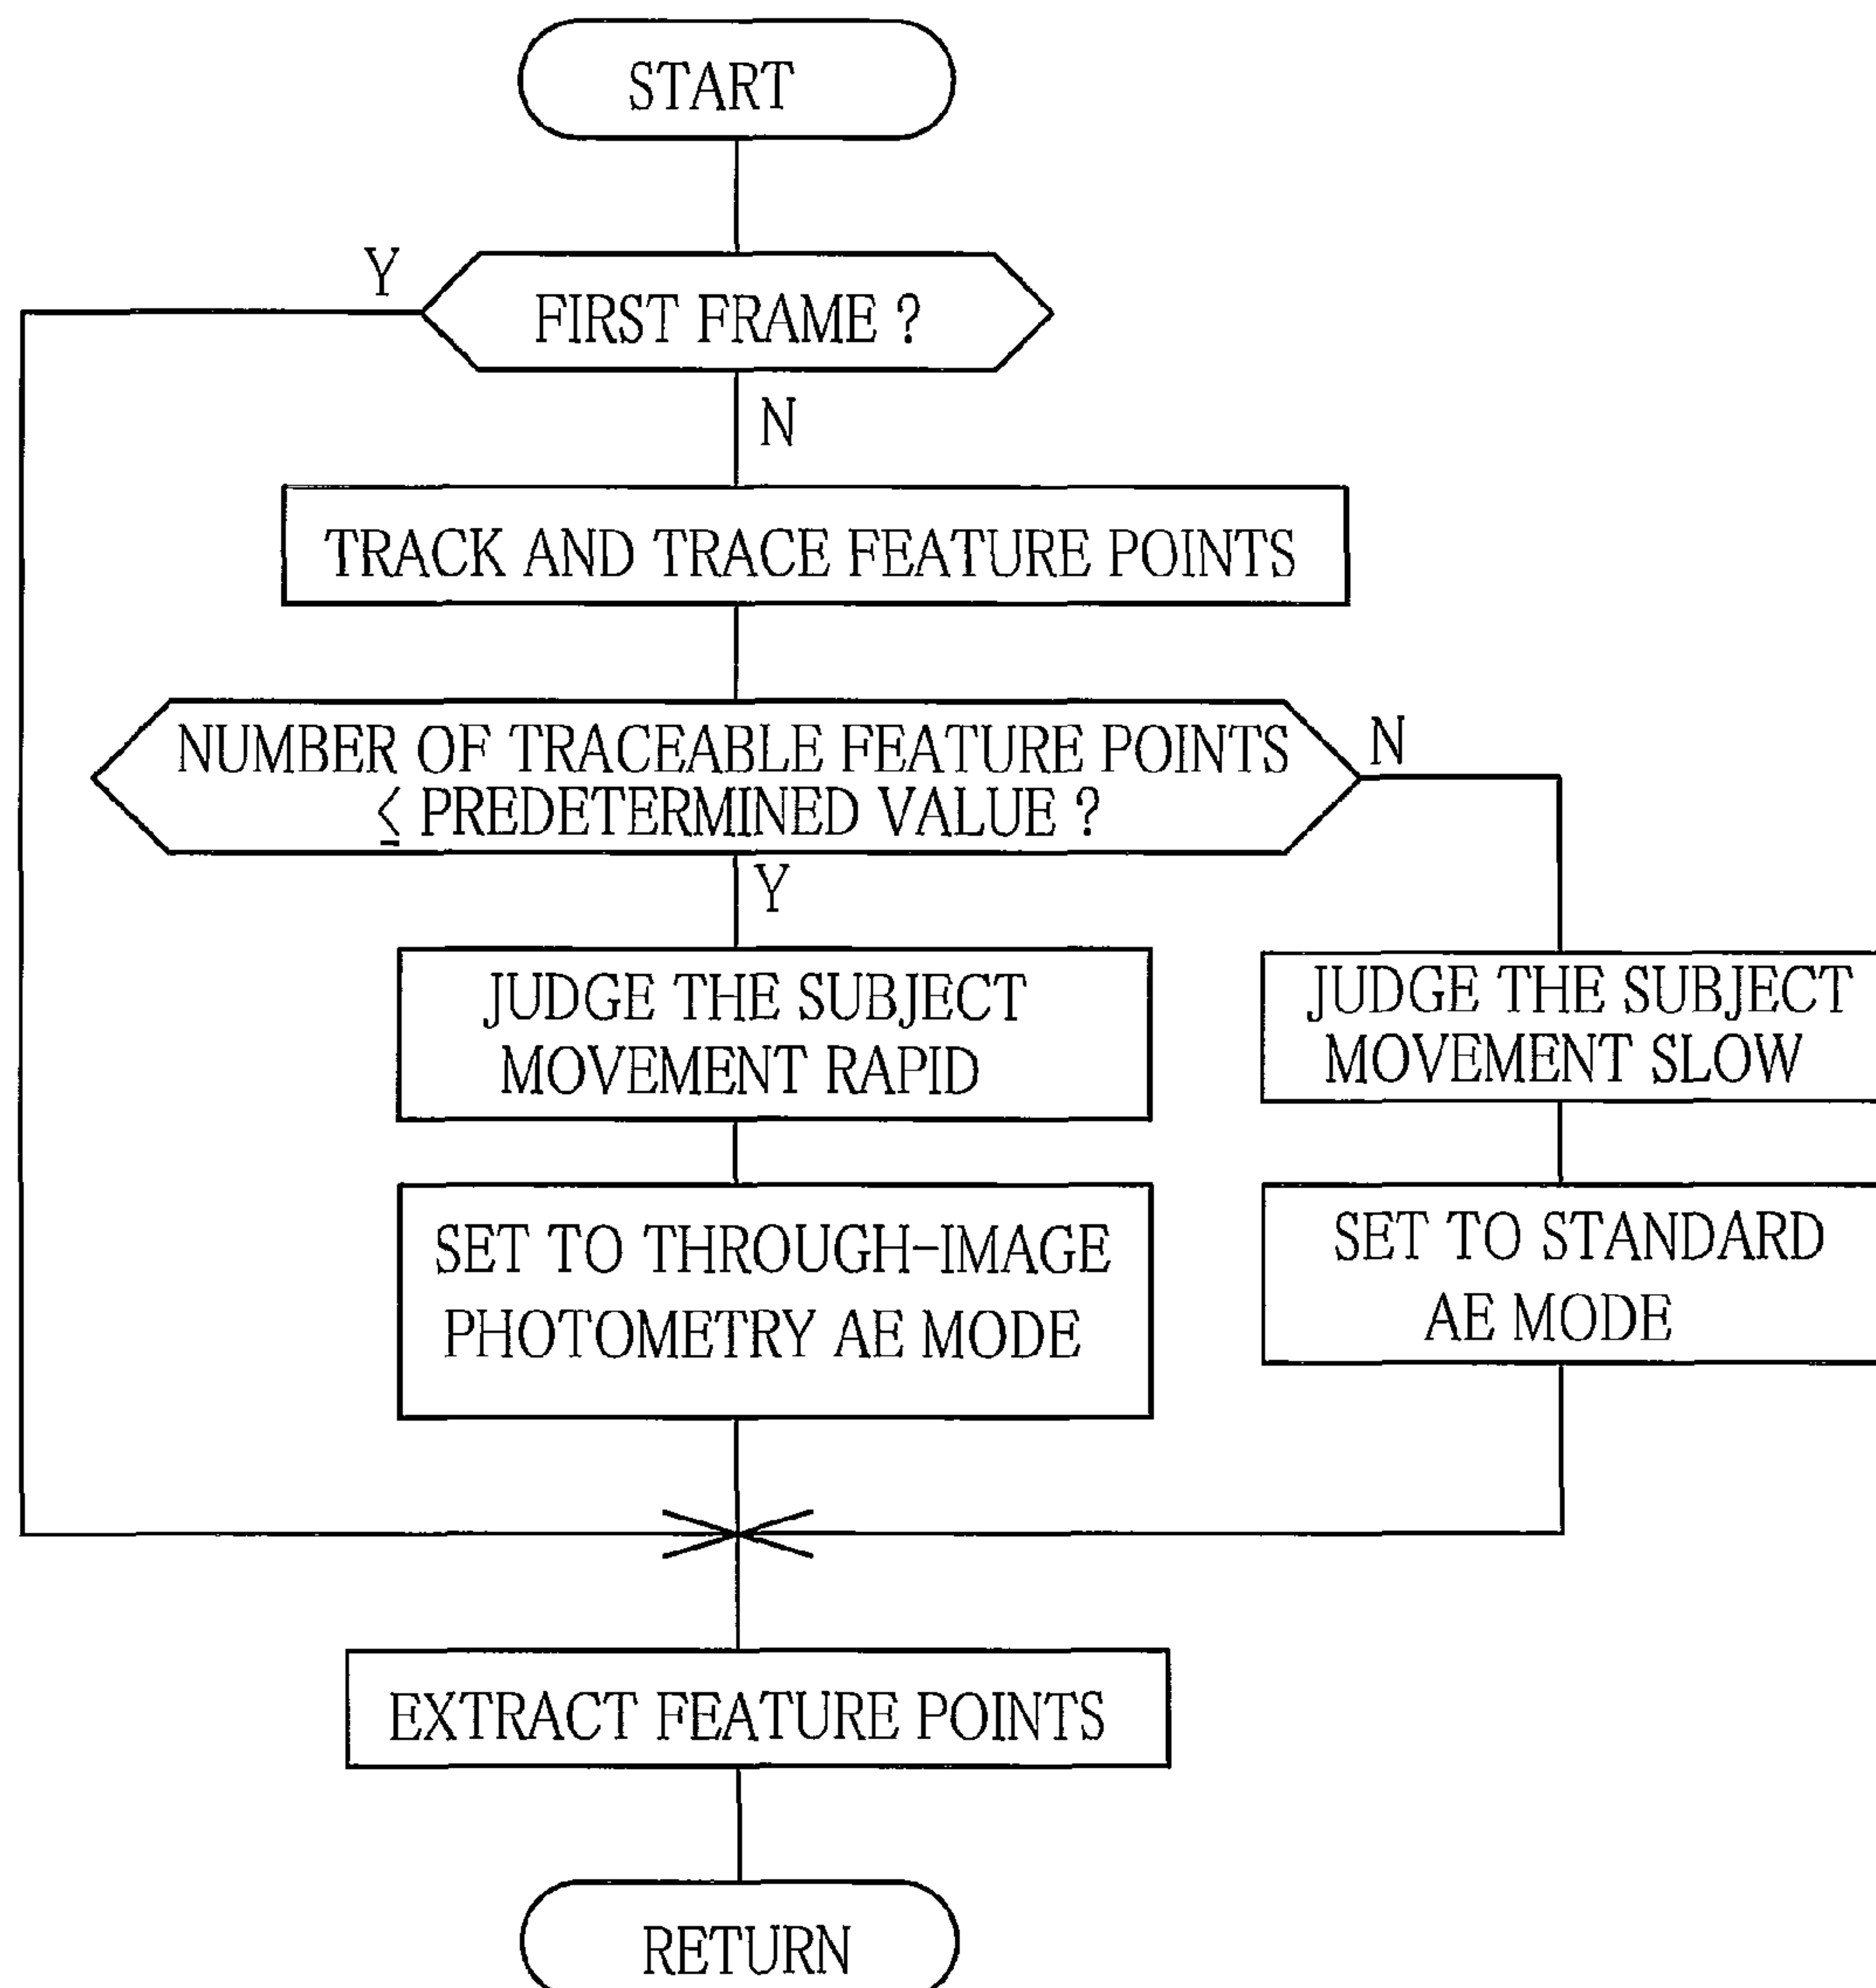 START
Y
FIRST FRAME ?
N
TRACK AND TRACE FEATURE POINTS
NUMBER OF TRACEABLE FEATURE POINTS
≤ PREDETERMINED VALUE ?
N
Y
JUDGE THE SUBJECT
MOVEMENT RAPID
JUDGE THE SUBJECT
MOVEMENT SLOW
SET TO THROUGH-IMAGE
PHOTOMETRY AE MODE
SET TO STANDARD
AE MODE
EXTRACT FEATURE POINTS
RETURN